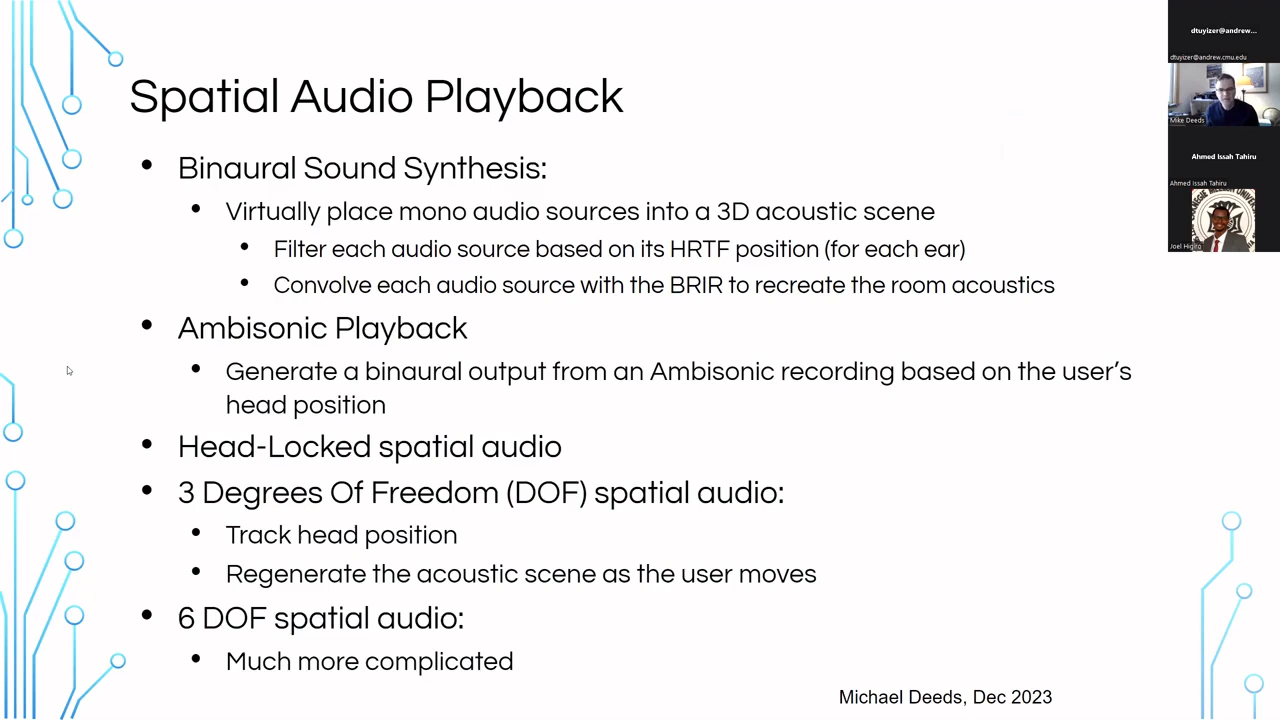 Spatial Audio Playback
Binaural Sound Synthesis:
Virtually place mono audio sources into a 3D acoustic scene
Filter each audio source based on its HRTF position (for each ear)
Convolve each audio source with the BRIR to recreate the room acoustics
Ambisonic Playback
Generate a binaural output from an Ambisonic recording based on the user's
head position
Head-Locked spatial audio
3 Degrees Of Freedom (DOF) spatial audio:
Track head position
Regenerate the acoustic scene as the user moves
6 DOF spatial audio:
Much more complicated
Michael Deeds, Dec 2023
dtuyizer@andrew...
dtuyizer@andrew.cmu.edu
Mike Deeds
Ahmed Issah Tahiru
Ahmed Issah Tahiru